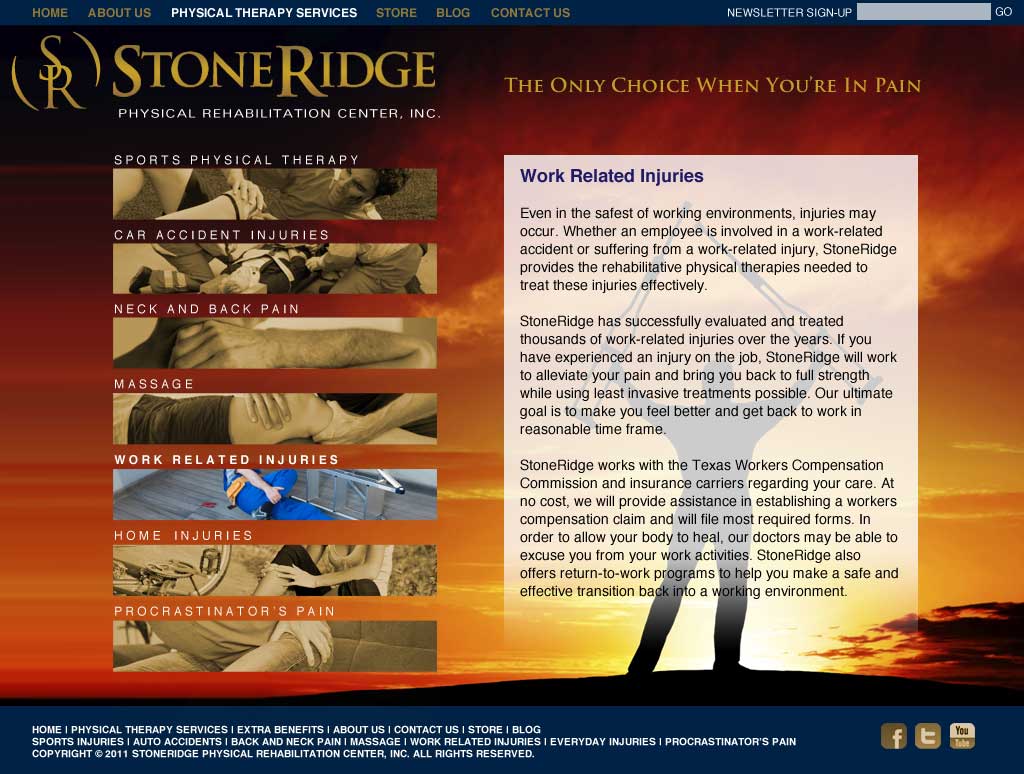 HOME ABOUT US PHYSICAL THERAPY SERVICES STORE BLOG CONTACT US NEWSLETTER SIGN-UP GO
SR STONERIDGE
PHYSICAL REHABILITATION CENTER, INC.
THE ONLY CHOICE WHEN YOU'RE IN PAIN
SPORTS PHYSICAL THERAPY
CAR ACCIDENT INJURIES
NECK AND BACK PAIN
MASSAGE
WORK RELATED INJURIES
HOME INJURIES
PROCRASTINATOR'S PAIN
Work Related Injuries
Even in the safest of working environments, injuries may
occur. Whether an employee is involved in a work-related
accident or suffering from a work-related injury, StoneRidge
provides the rehabilitative physical therapies needed to
treat these injuries effectively.
StoneRidge has successfully evaluated and treated
thousands of work-related injuries over the years. If you
have experienced an injury on the job, StoneRidge will work
to alleviate your pain and bring you back to full strength
while using least invasive treatments possible. Our ultimate
goal is to make you feel better and get back to work in
reasonable time frame.
StoneRidge works with the Texas Workers Compensation
Commission and insurance carriers regarding your care. At
no cost, we will provide assistance in establishing a workers
compensation claim and will file most required forms. In
order to allow your body to heal, our doctors may be able to
excuse you from your work activities. StoneRidge also
offers return-to-work programs to help you make a safe and
effective transition back into a working environment.
HOME | PHYSICAL THERAPY SERVICES | EXTRA BENEFITS | ABOUT US | CONTACT US | STORE | BLOG
SPORTS INJURIES | AUTO ACCIDENTS | BACK AND NECK PAIN | MASSAGE | WORK RELATED INJURIES | EVERYDAY INJURIES | PROCRASTINATOR'S PAIN
COPYRIGHT © 2011 STONERIDGE PHYSICAL REHABILITATION CENTER, INC. ALL RIGHTS RESERVED.
f t You Tube